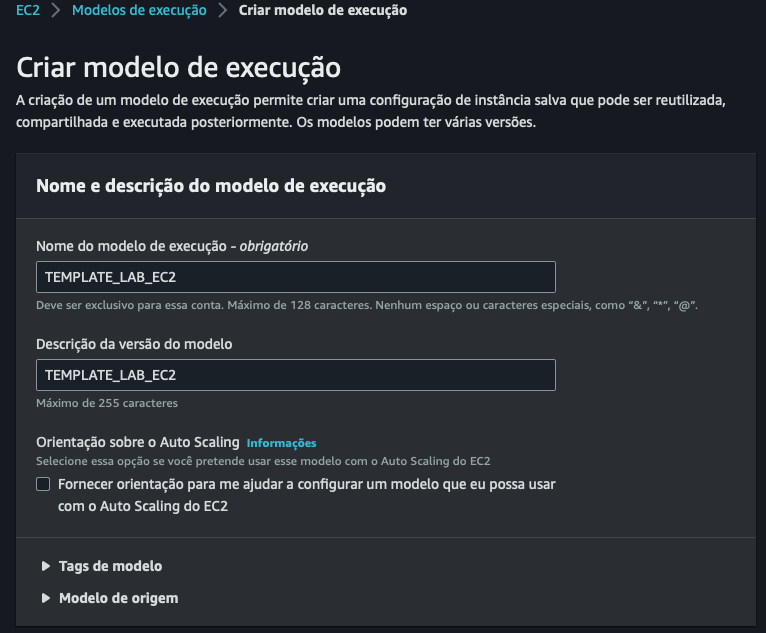 EC2 > Modelos de execução > Criar modelo de execução
Criar modelo de execução
A criação de um modelo de execução permite criar uma configuração de instância salva que pode ser reutilizada,
compartilhada e executada posteriormente. Os modelos podem ter várias versões.
Nome e descrição do modelo de execução
Nome do modelo de execução - obrigatório
TEMPLATE_LAB_EC2
Deve ser exclusivo para essa conta. Máximo de 128 caracteres. Nenhum espaço ou caracteres especiais, como “&”, “*”, “@”.
Descrição da versão do modelo
TEMPLATE_LAB_EC2
Máximo de 255 caracteres
Orientação sobre o Auto Scaling Informações
Selecione essa opção se você pretende usar esse modelo com o Auto Scaling do EC2
Fornecer orientação para me ajudar a configurar um modelo que eu possa usar
com o Auto Scaling do EC2
Tags de modelo
Modelo de origem